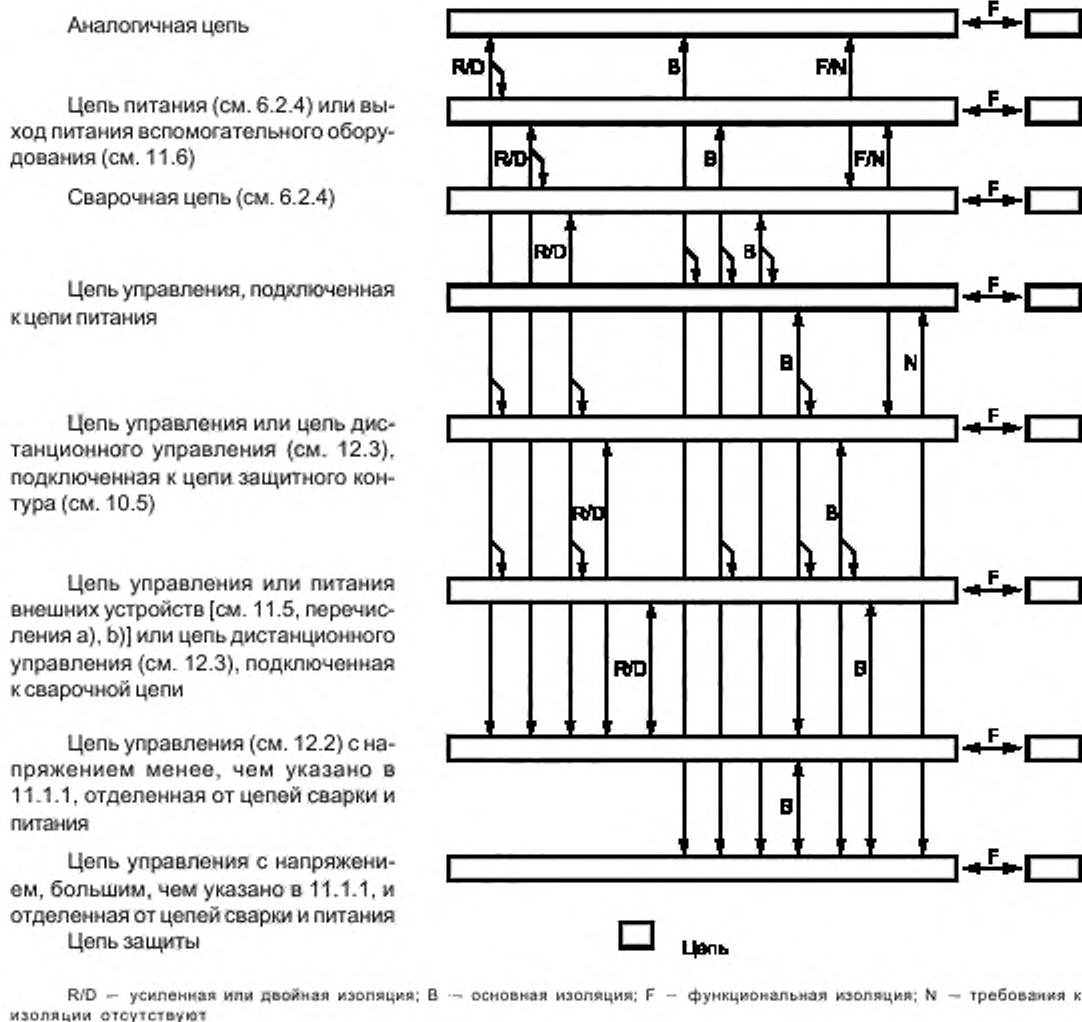 Аналогичная цепь
Цепь питания (см. 6.2.4) или вы-
ход питания вспомогательного обору-
дования (см. 11.6)
Сварочная цепь (см. 6.2.4)
Цепь управления, подключенная
к цепи питания
Цепь управления или цепь дис-
танционного управления (см. 12.3),
подключенная к цепи защитного кон-
тура (см. 10.5)
Цепь управления или питания
внешних устройств [см. 11.5, перечис-
ления a), b)] или цепь дистанционного
управления (см. 12.3), подключенная
к сварочной цепи
Цепь управления (см. 12.2) с на-
пряжением менее, чем указано в
11.1.1, отделенная от цепей сварки и
питания
Цепь управления с напряжени-
ем, большим, чем указано в 11.1.1, и
отделенная от цепей сварки и питания
Цепь защиты
F
R/D B F/N
F
R/D B F/N
F
R/D B
F
B N
F
R/D B
F
R/D B
F
B
F
Цепь
R/D — усиленная или двойная изоляция; B — основная изоляция; F — функциональная изоляция; N — требования к
изоляции отсутствуют